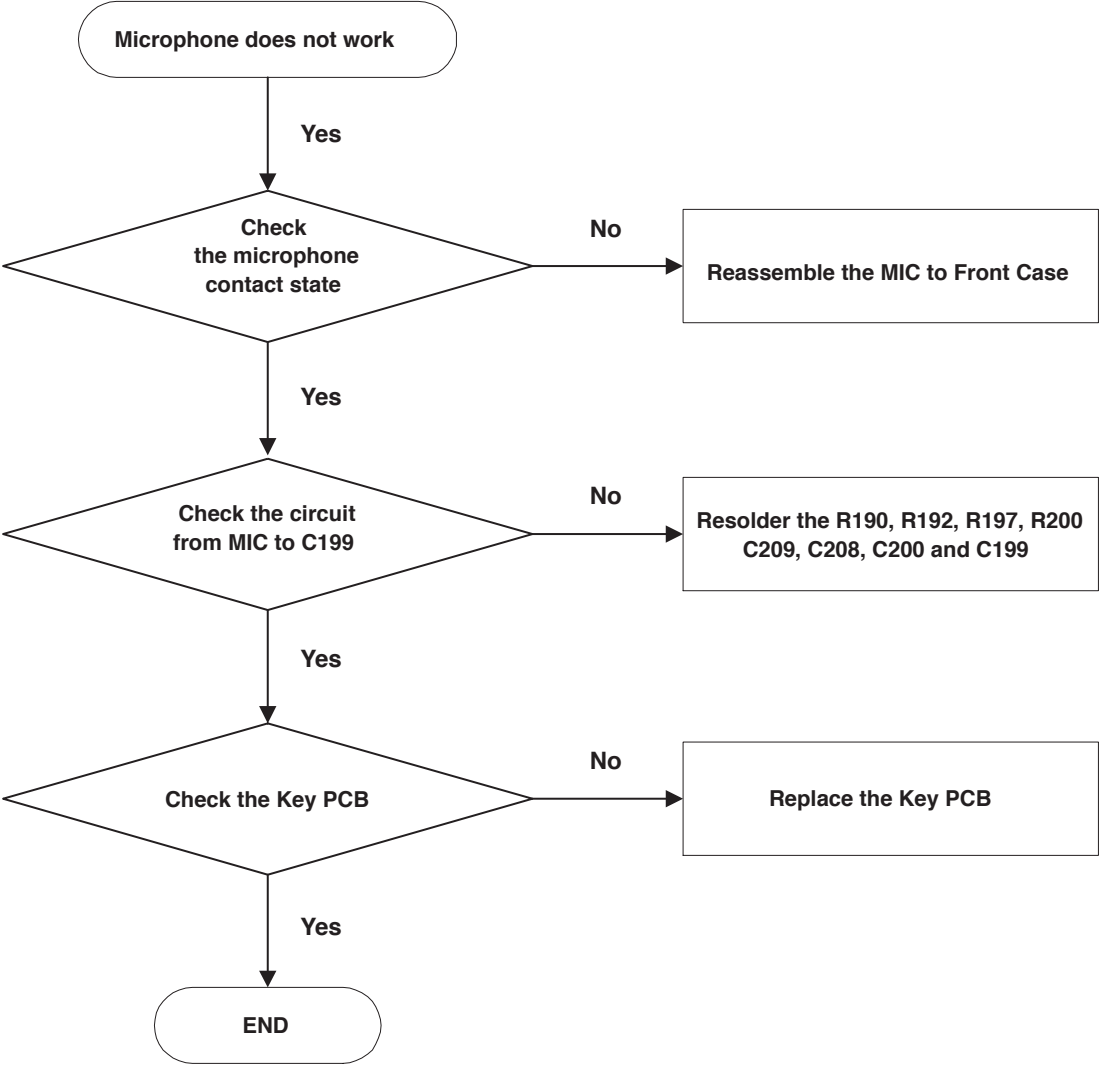 Microphone does not work
Yes
Check
the microphone
contact state
No
Reassemble the MIC to Front Case
Yes
Check the circuit
from MIC to C199
No
Resolder the R190, R192, R197, R200
C209, C208, C200 and C199
Yes
Check the Key PCB
No
Replace the Key PCB
Yes
END